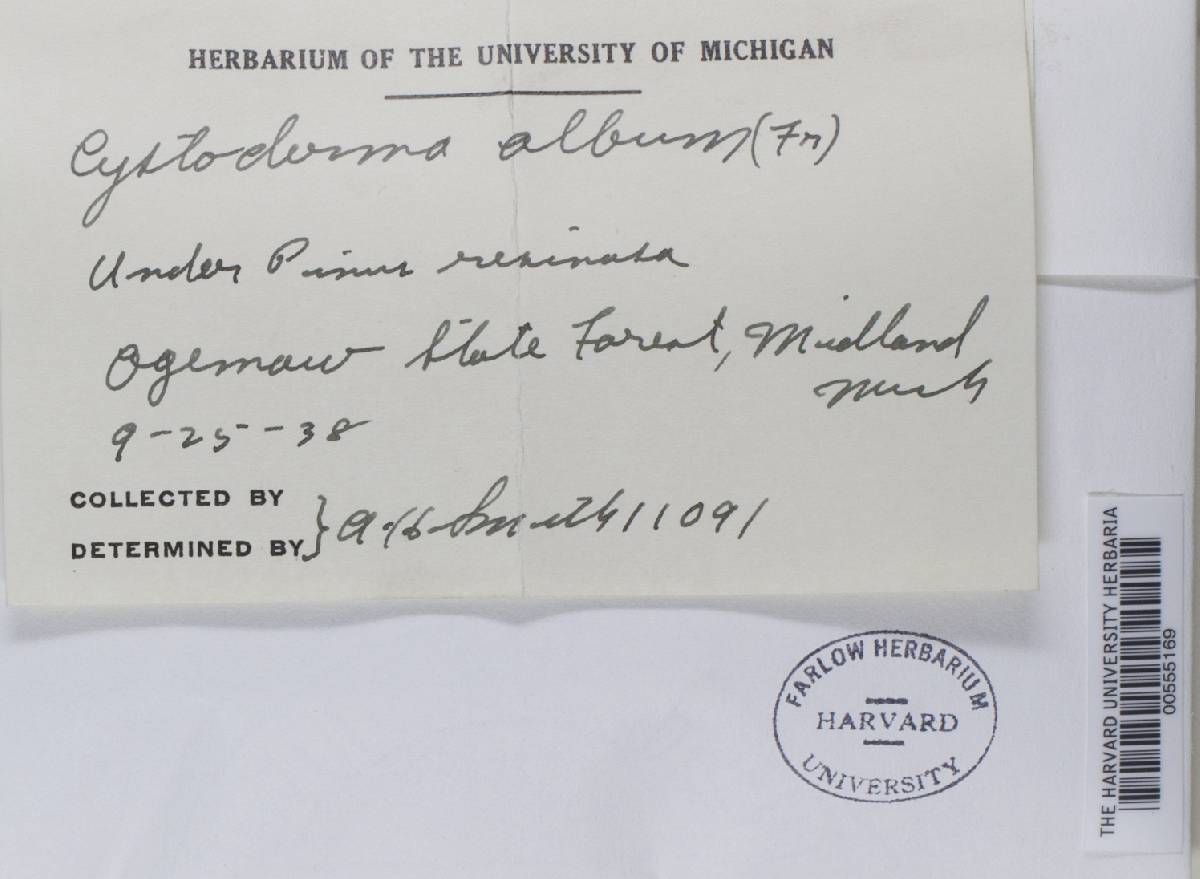 HERBARIUM OF THE UNIVERSITY OF MICHIGAN
Cystoderma album (Fr)
Under Pinus resinosa
Ogemaw State Forest, Midland
Mich
9-25-38
COLLECTED BY
DETERMINED BY } A.H. Smith 11091
FARLOW HERBARIUM
HARVARD
UNIVERSITY
THE HARVARD UNIVERSITY HERBARIA
00555169